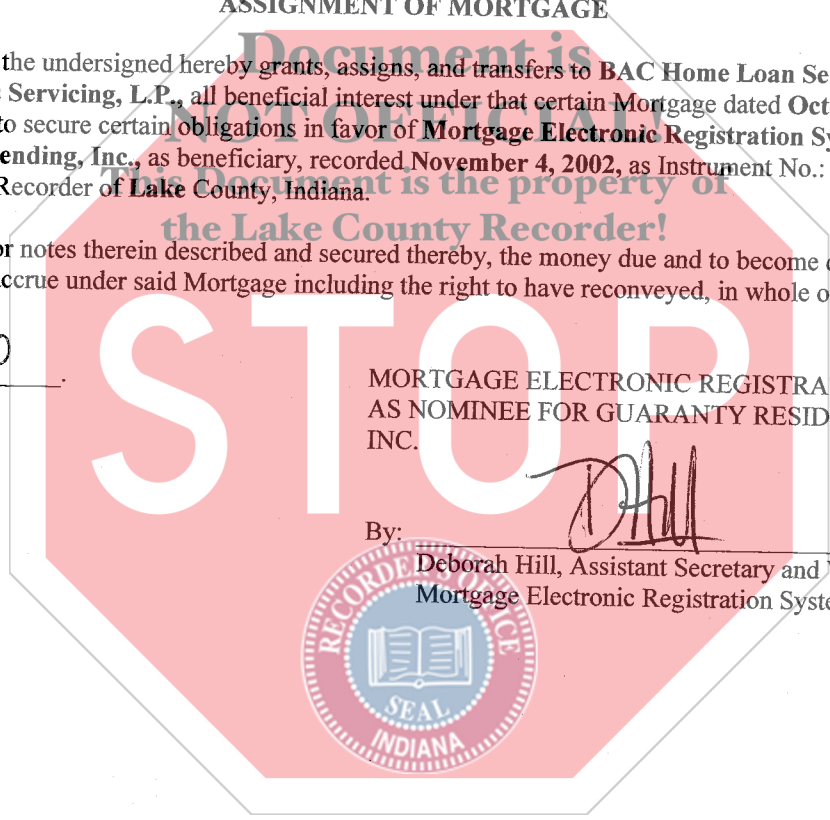 ASSIGNMENT OF MORTGAGE
Document is
the undersigned hereby grants, assigns, and transfers to BAC Home Loan Se
Servicing, L.P., all beneficial interest under that certain Mortgage dated Oct
NOT OFFICIAL!
to secure certain obligations in favor of Mortgage Electronic Registration Sy
ending, Inc., as beneficiary, recorded November 4, 2002, as Instrument No.:
This Document is the property of
Recorder of Lake County, Indiana.
the Lake County Recorder!
or notes therein described and secured thereby, the money due and to become
ccrue under said Mortgage including the right to have reconveyed, in whole o
STOP
MORTGAGE ELECTRONIC REGISTRA
AS NOMINEE FOR GUARANTY RESID
INC.
DHill
By:
Deborah Hill, Assistant Secretary and
Mortgage Electronic Registration Syste
RECORDER'S OFFICE
SEAL
INDIANA